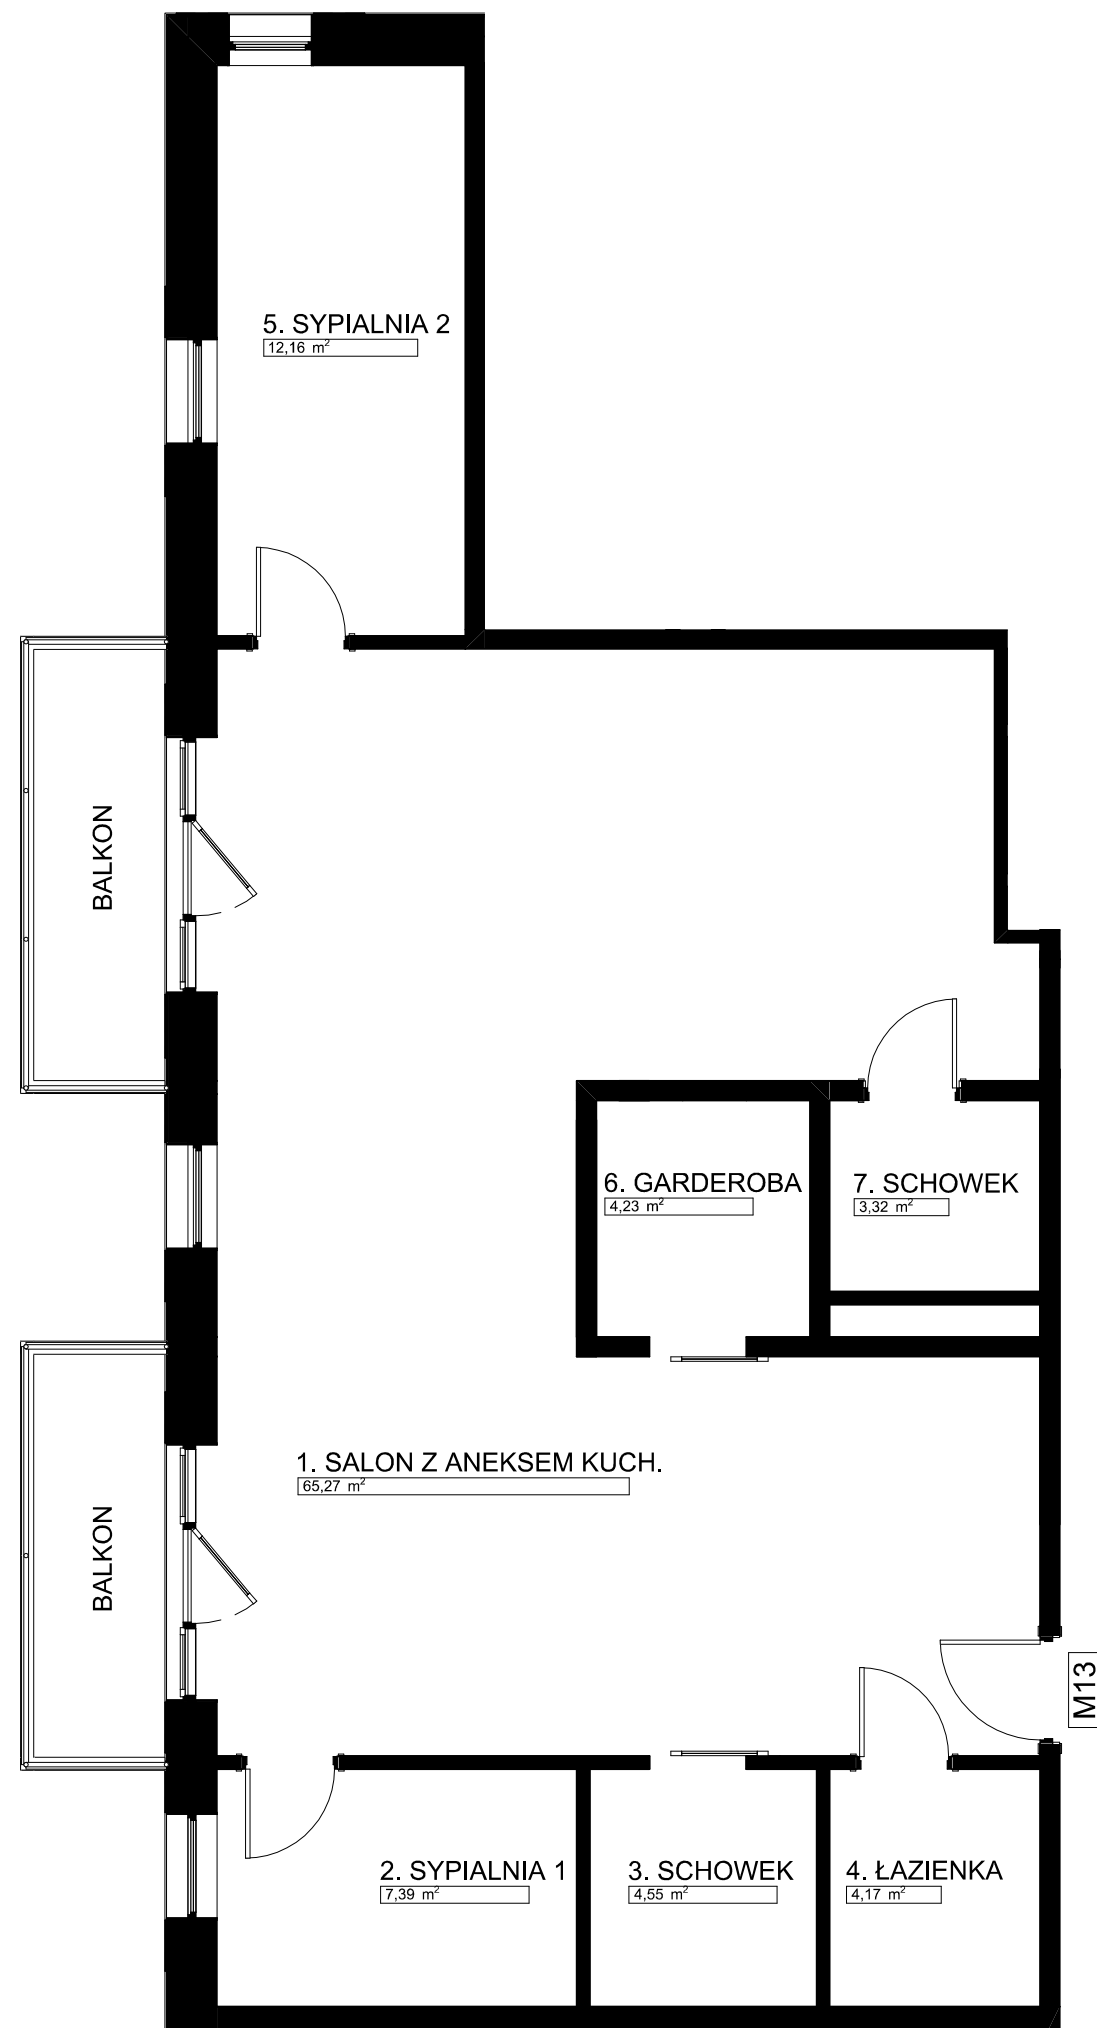 5. SYPIALNIA 2
12,16 m²
BALKON
6. GARDEROBA
4,23 m²
7. SCHOWEK
3,32 m²
1. SALON Z ANEKSEM KUCH.
65,27 m²
BALKON
M13
2. SYPIALNIA 1
7,39 m²
3. SCHOWEK
4,55 m²
4. ŁAZIENKA
4,17 m²